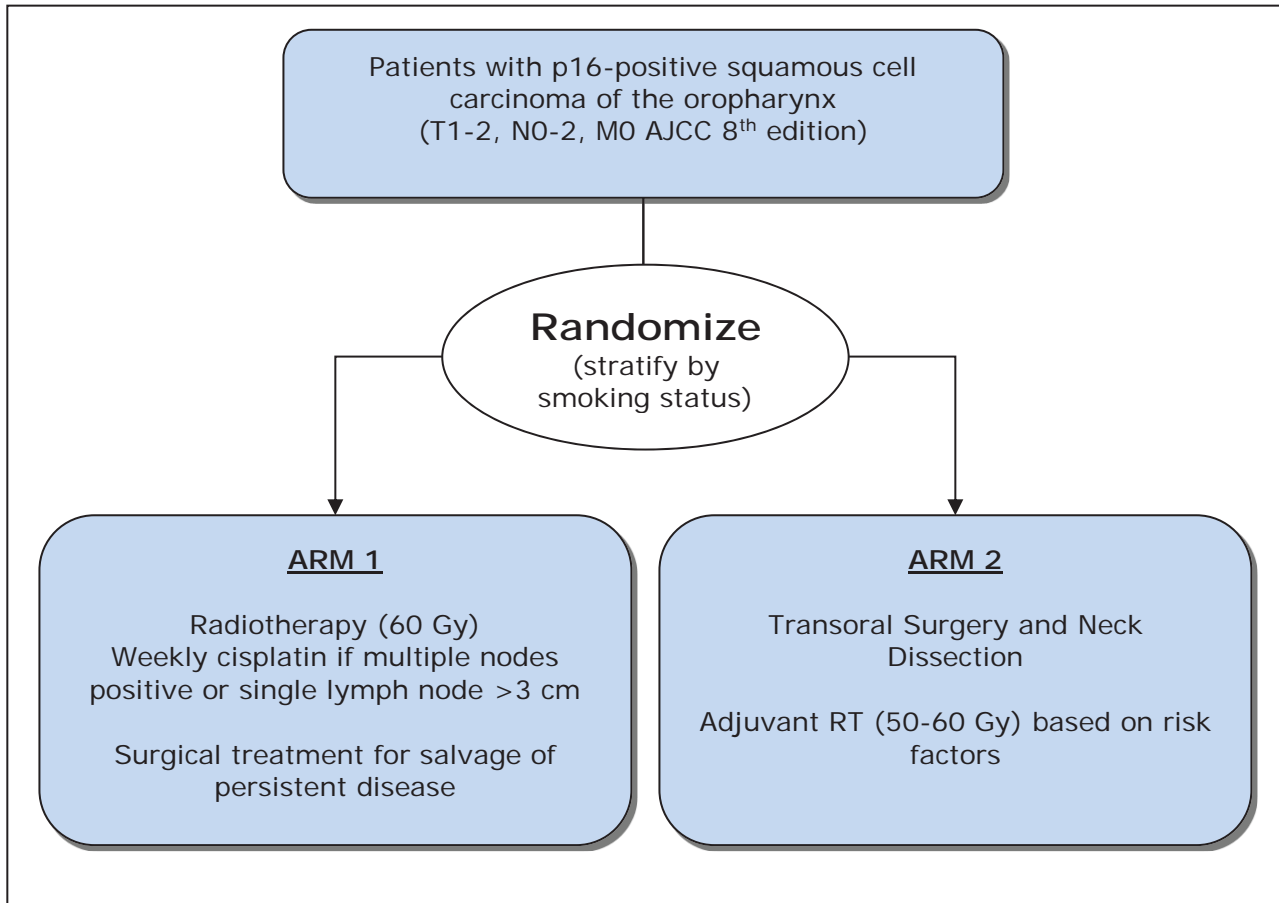 Patients with p16-positive squamous cell
carcinoma of the oropharynx
(T1-2, N0-2, M0 AJCC 8th edition)
Randomize
(stratify by
smoking status)
ARM 1
Radiotherapy (60 Gy)
Weekly cisplatin if multiple nodes
positive or single lymph node >3 cm
Surgical treatment for salvage of
persistent disease
ARM 2
Transoral Surgery and Neck
Dissection
Adjuvant RT (50-60 Gy) based on risk
factors